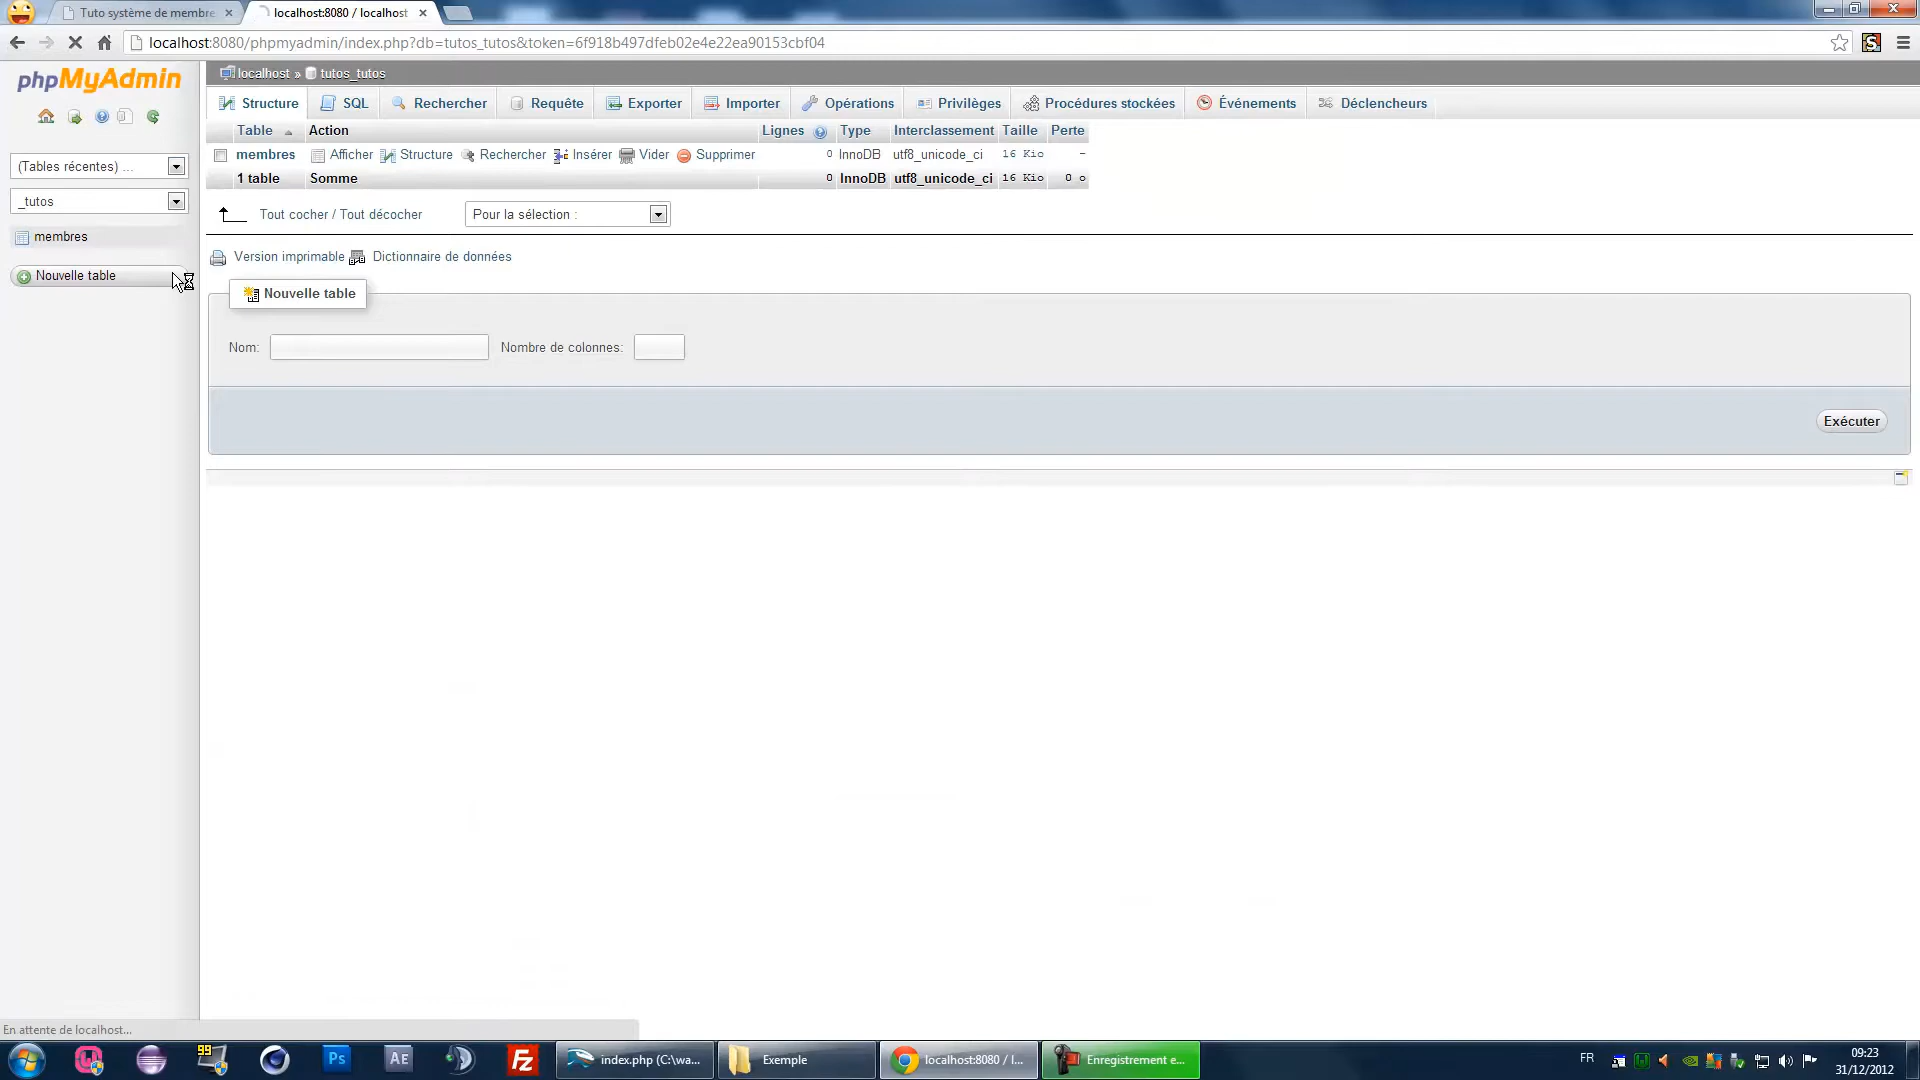 Tuto système de membre
localhost:8080 / localhost
localhost:8080/phpmyadmin/index.php?db=tutos_tutos&token=6f918b497dfeb02e4e22ea90153cbf04
phpMyAdmin
localhost » tutos_tutos
Structure SQL Rechercher Requête Exporter Importer Opérations Privilèges Procédures stockées Événements Déclencheurs
Table Action Lignes Type Interclassement Taille Perte
membres Afficher Structure Rechercher Insérer Vider Supprimer 0 InnoDB utf8_unicode_ci 16 Kio -
1 table Somme 0 InnoDB utf8_unicode_ci 16 Kio 0 o
(Tables récentes) ...
_tutos
membres
Nouvelle table
Tout cocher / Tout décocher Pour la sélection :
Version imprimable Dictionnaire de données
Nouvelle table
Nom: Nombre de colonnes:
Exécuter
En attente de localhost...
99
Ps
AE
Fz
index.php (C:\wa...
Exemple
localhost:8080 / l...
Enregistrement e...
FR
09:23
31/12/2012